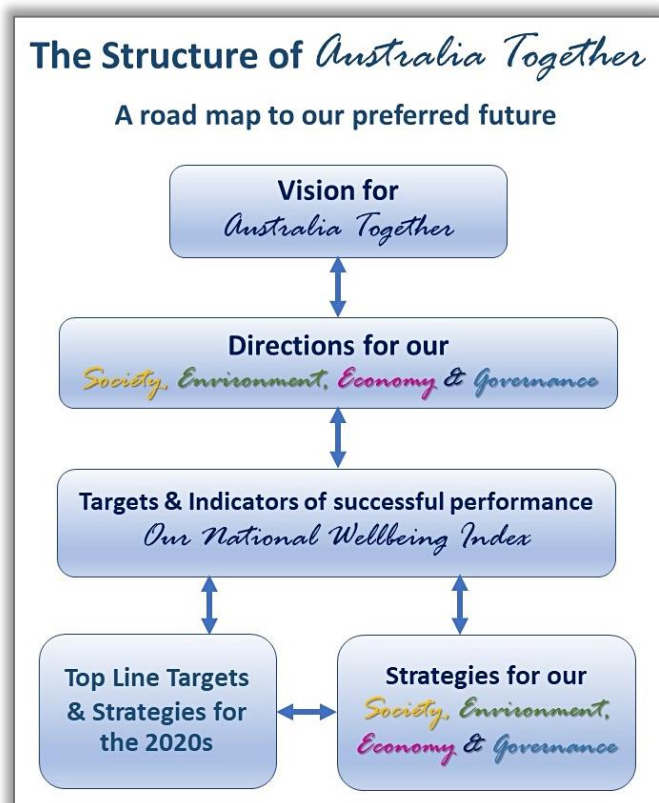 The Structure of Australia Together
A road map to our preferred future
Vision for
Australia Together
Directions for our
Society, Environment, Economy & Governance
Targets & Indicators of successful performance
Our National Wellbeing Index
Top Line Targets
& Strategies for
the 2020s
Strategies for our
Society, Environment,
Economy & Governance